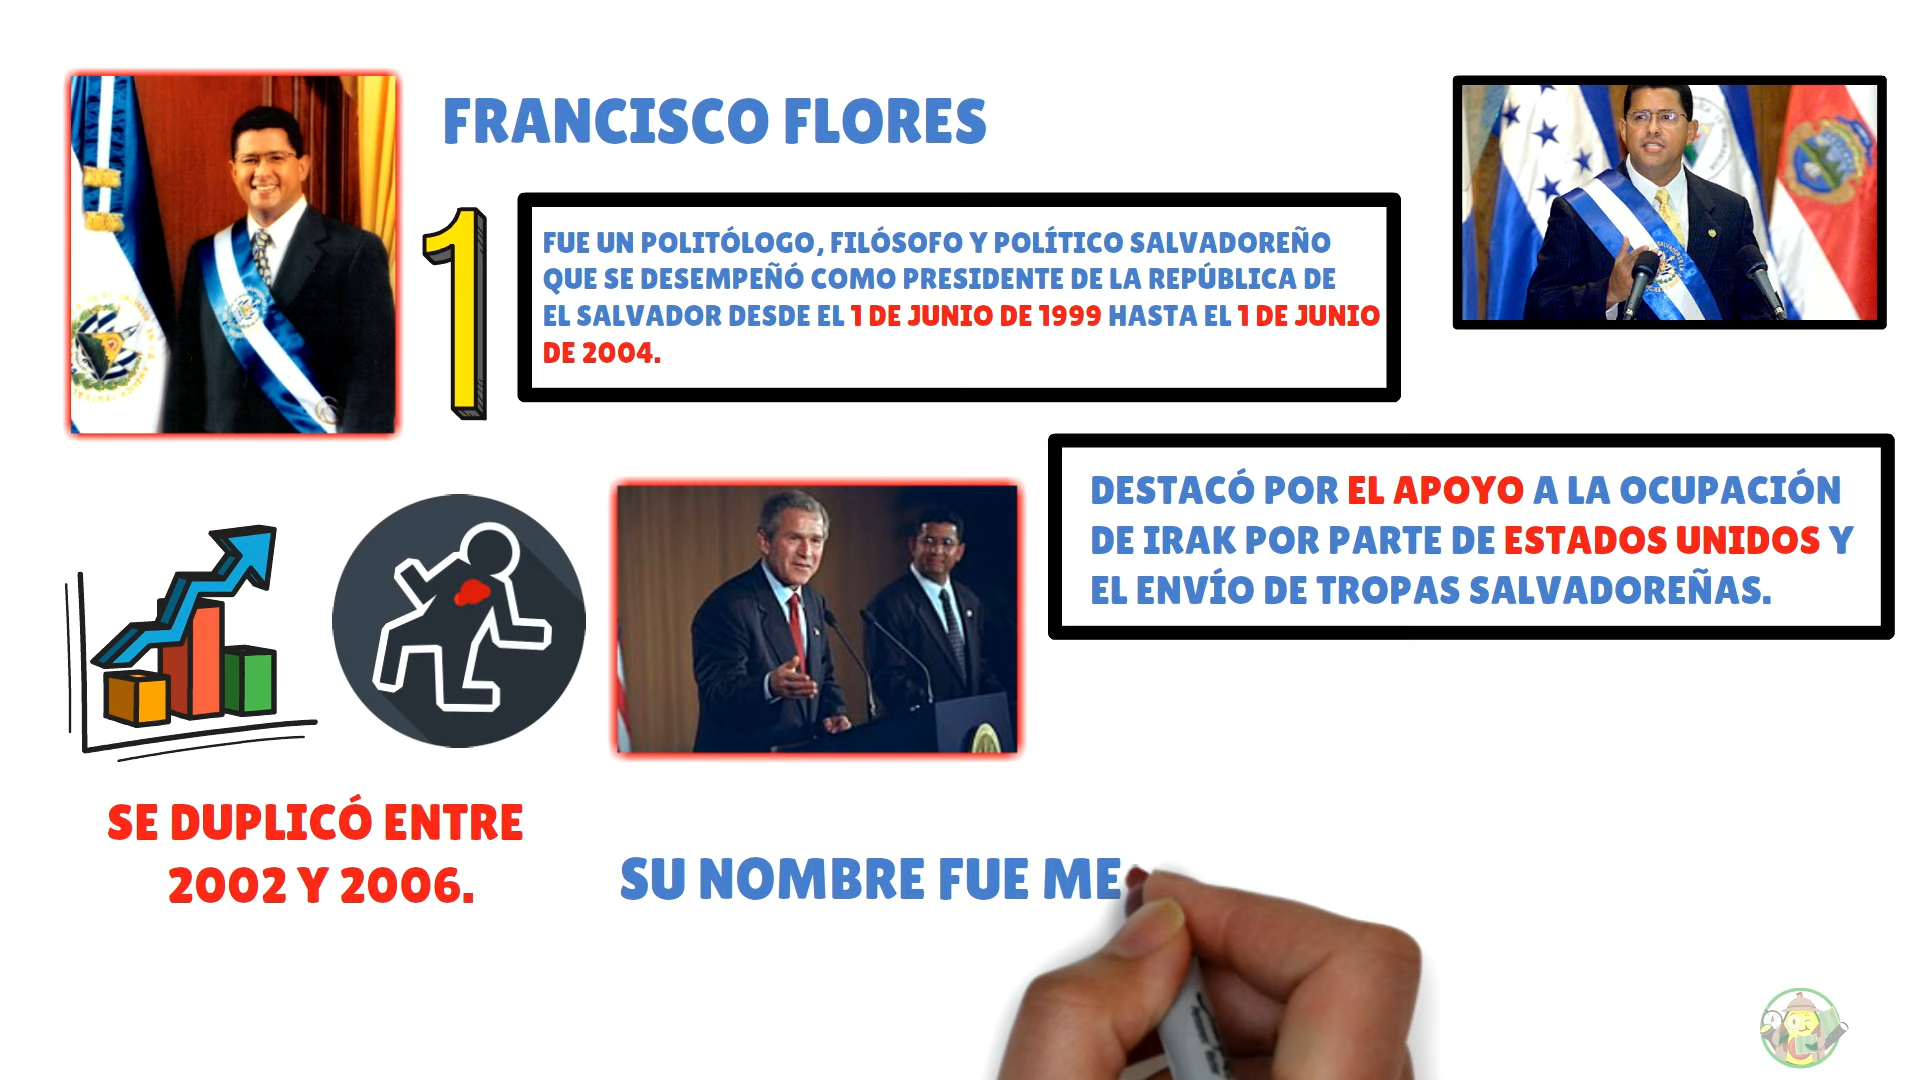 FRANCISCO FLORES
1
FUE UN POLITÓLOGO, FILÓSOFO Y POLÍTICO SALVADOREÑO
QUE SE DESEMPEÑÓ COMO PRESIDENTE DE LA REPÚBLICA DE
EL SALVADOR DESDE EL 1 DE JUNIO DE 1999 HASTA EL 1 DE JUNIO
DE 2004.
DESTACÓ POR EL APOYO A LA OCUPACIÓN
DE IRAK POR PARTE DE ESTADOS UNIDOS Y
EL ENVÍO DE TROPAS SALVADOREÑAS.
SE DUPLICÓ ENTRE
2002 Y 2006.
SU NOMBRE FUE ME